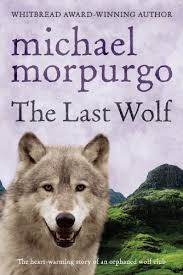 WHITBREAD AWARD-WINNING AUTHOR
michael
morpurgo
The Last Wolf
The heart-warming story of an orphaned wolf cub